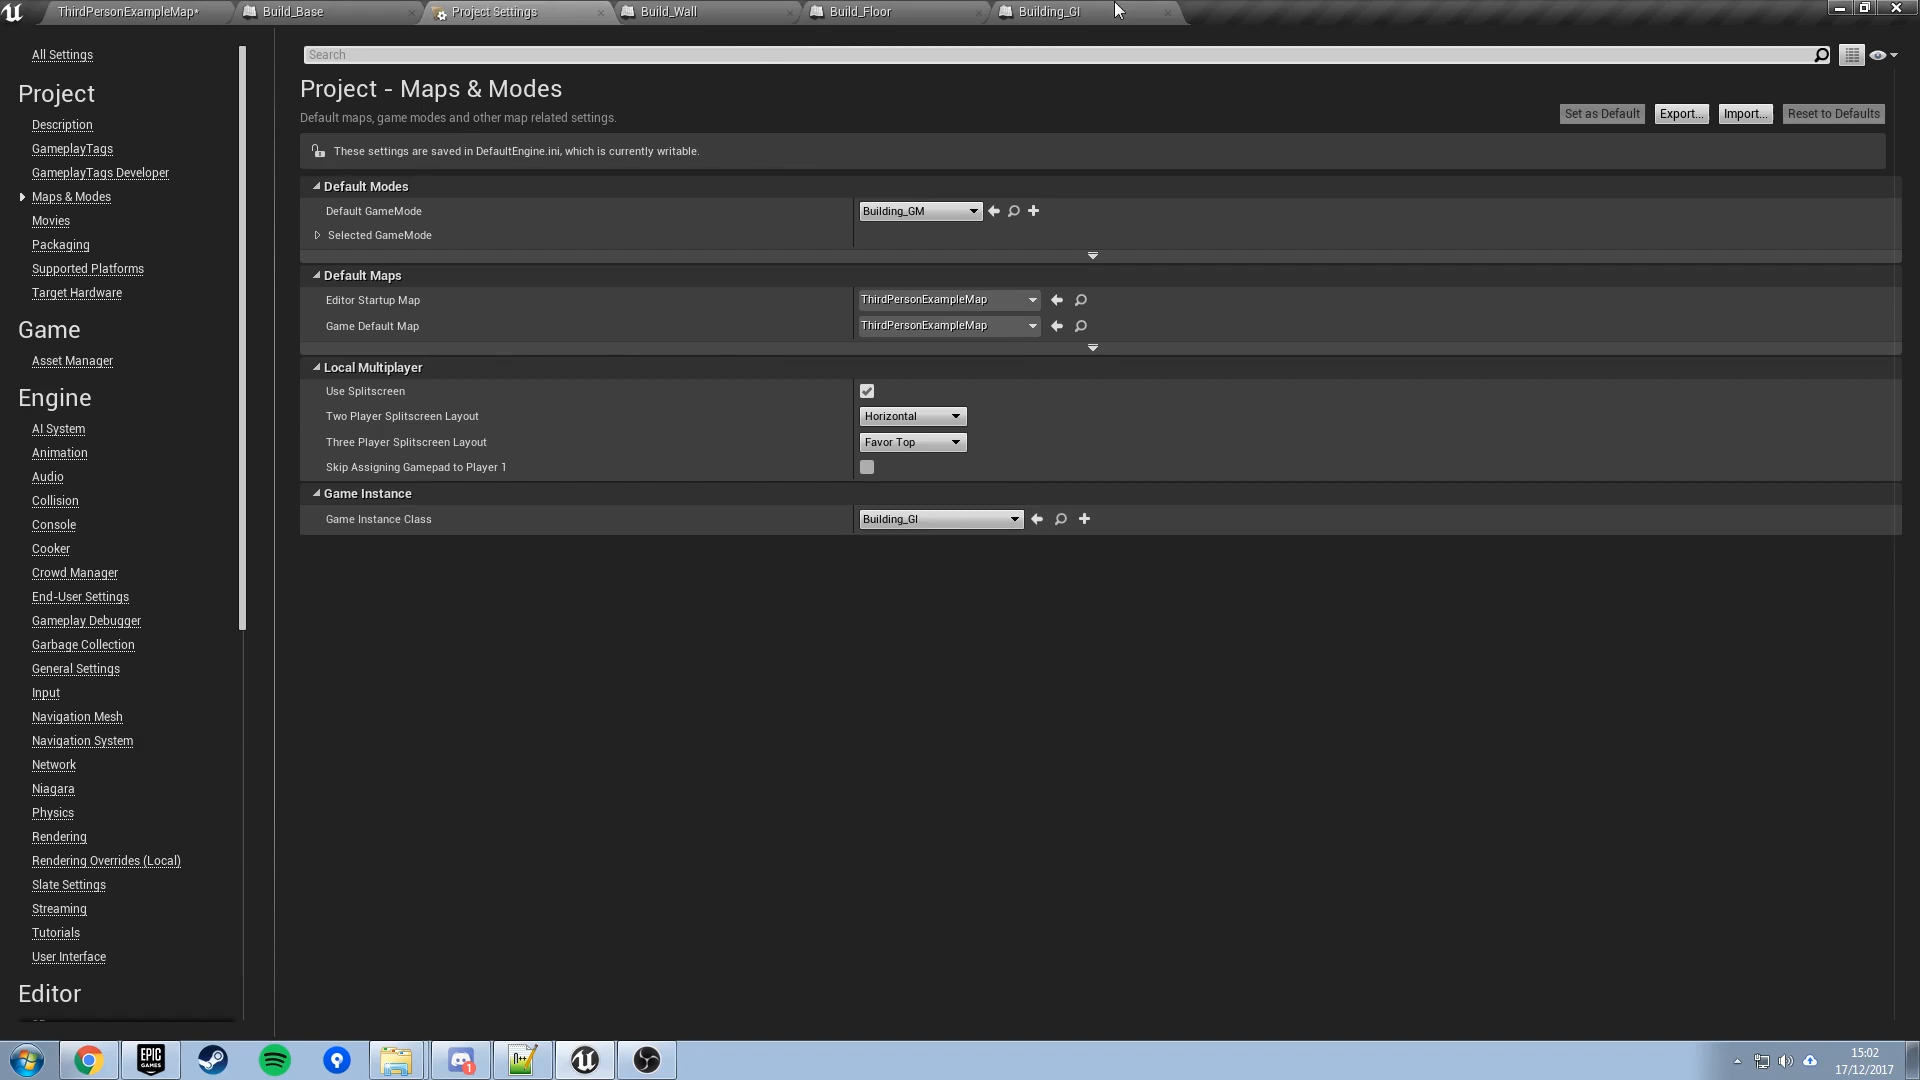 ThirdPersonExampleMap*
Build_Base
Project Settings
Build_Wall
Build_Floor
Building_GI
All Settings
Project
Description
GameplayTags
GameplayTags Developer
Maps & Modes
Movies
Packaging
Supported Platforms
Target Hardware
Game
Asset Manager
Engine
AI System
Animation
Audio
Collision
Console
Cooker
Crowd Manager
End-User Settings
Gameplay Debugger
Garbage Collection
General Settings
Input
Navigation Mesh
Navigation System
Network
Niagara
Physics
Rendering
Rendering Overrides (Local)
Slate Settings
Streaming
Tutorials
User Interface
Editor
Search
Project - Maps & Modes
Default maps, game modes and other map related settings.
Set as Default
Export...
Import...
Reset to Defaults
These settings are saved in DefaultEngine.ini, which is currently writable.
Default Modes
Default GameMode
Building_GM
Selected GameMode
Default Maps
Editor Startup Map
ThirdPersonExampleMap
Game Default Map
ThirdPersonExampleMap
Local Multiplayer
Use Splitscreen
Two Player Splitscreen Layout
Horizontal
Three Player Splitscreen Layout
Favor Top
Skip Assigning Gamepad to Player 1
Game Instance
Game Instance Class
Building_GI
EPIC
GAMES
1
15:02
17/12/2017